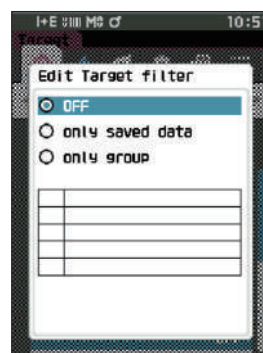 I+E M 10:5
Target
Edit Target filter
OFF
only saved data
only group